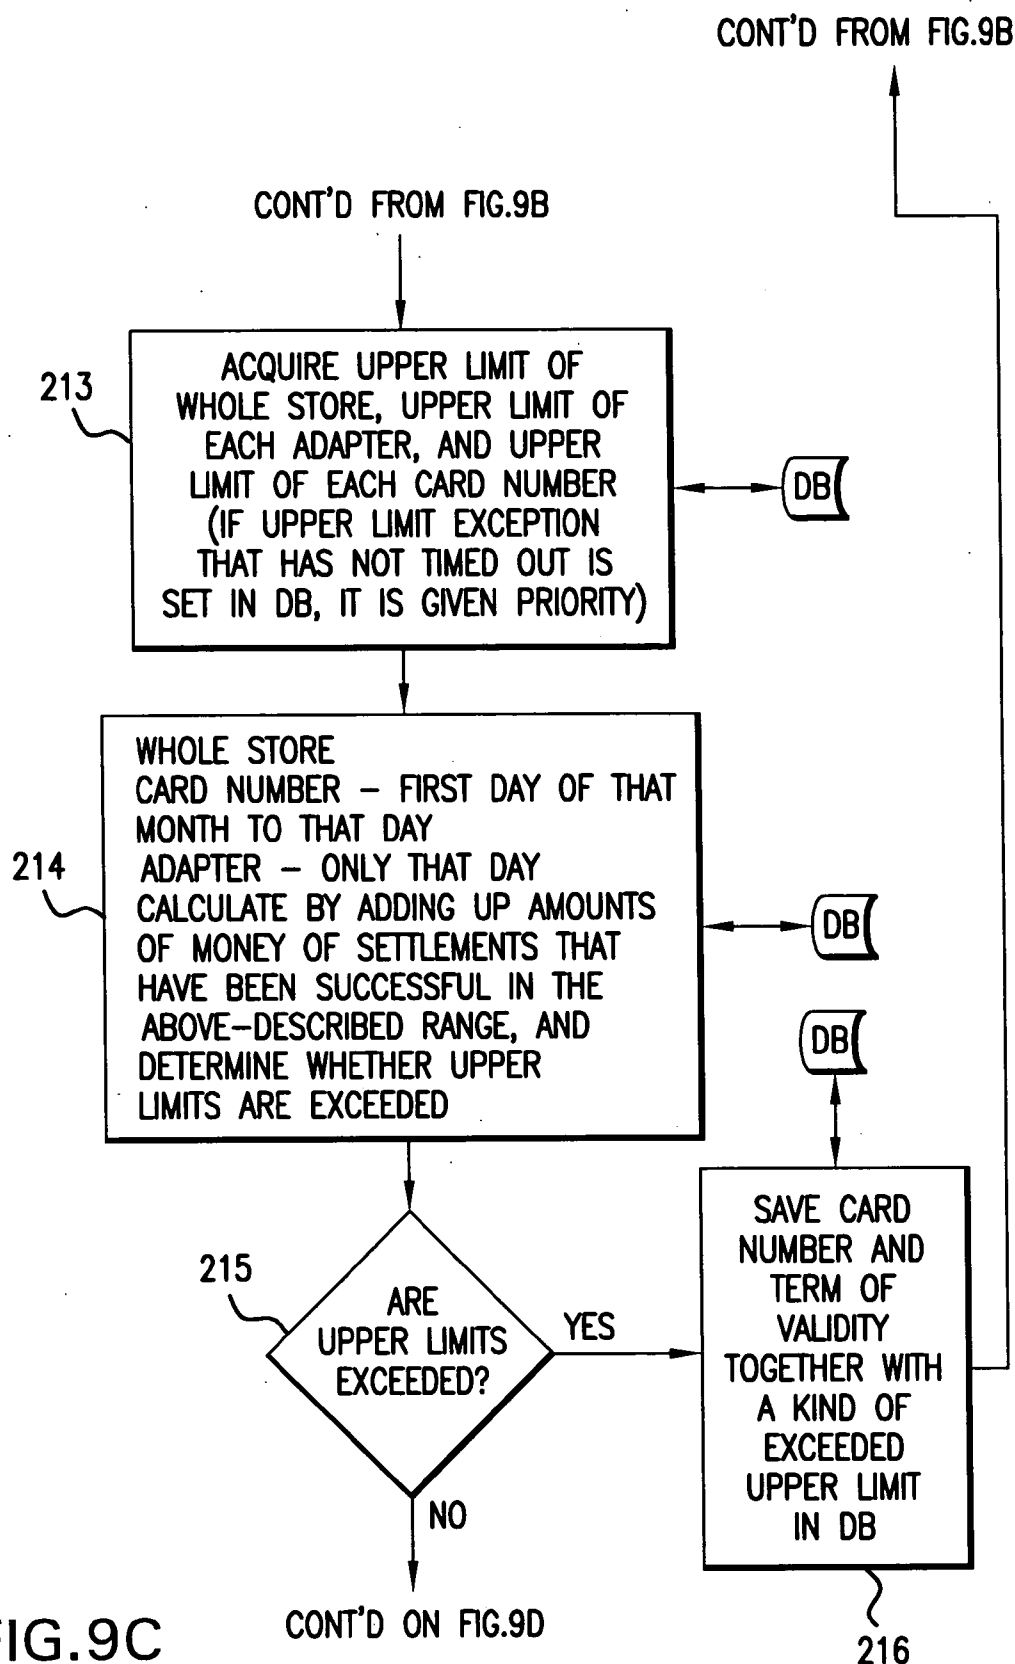 CONT'D FROM FIG.9B
CONT'D FROM FIG.9B
213
ACQUIRE UPPER LIMIT OF
WHOLE STORE, UPPER LIMIT OF
EACH ADAPTER, AND UPPER
LIMIT OF EACH CARD NUMBER
(IF UPPER LIMIT EXCEPTION
THAT HAS NOT TIMED OUT IS
SET IN DB, IT IS GIVEN PRIORITY)
DB
214
WHOLE STORE
CARD NUMBER – FIRST DAY OF THAT
MONTH TO THAT DAY
ADAPTER – ONLY THAT DAY
CALCULATE BY ADDING UP AMOUNTS
OF MONEY OF SETTLEMENTS THAT
HAVE BEEN SUCCESSFUL IN THE
ABOVE–DESCRIBED RANGE, AND
DETERMINE WHETHER UPPER
LIMITS ARE EXCEEDED
DB
DB
215
ARE
UPPER LIMITS
EXCEEDED?
YES
NO
SAVE CARD
NUMBER AND
TERM OF
VALIDITY
TOGETHER WITH
A KIND OF
EXCEEDED
UPPER LIMIT
IN DB
216
CONT'D ON FIG.9D
FIG.9C